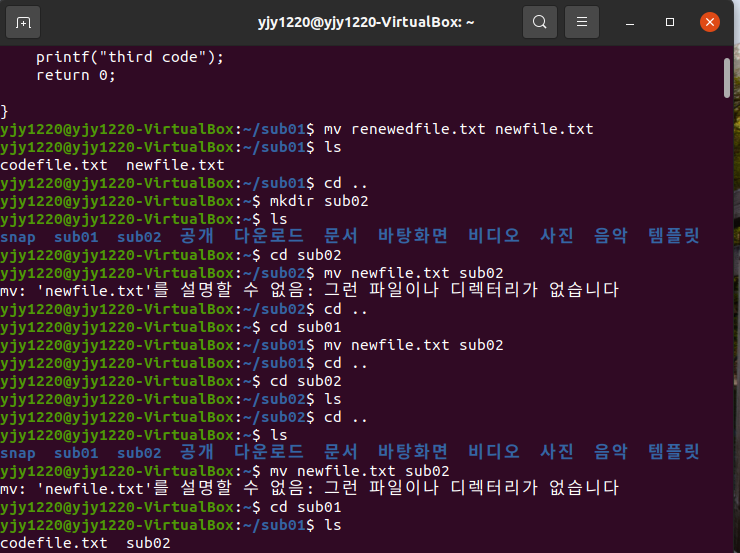 yjy1220@yjy1220-VirtualBox: ~
printf("third code");
return 0;
}
yjy1220@yjy1220-VirtualBox:~/sub01$ mv renewedfile.txt newfile.txt
yjy1220@yjy1220-VirtualBox:~/sub01$ ls
codefile.txt  newfile.txt
yjy1220@yjy1220-VirtualBox:~/sub01$ cd ..
yjy1220@yjy1220-VirtualBox:~$ mkdir sub02
yjy1220@yjy1220-VirtualBox:~$ ls
snap  sub01  sub02  공개  다운로드  문서  바탕화면  비디오  사진  음악  템플릿
yjy1220@yjy1220-VirtualBox:~$ cd sub02
yjy1220@yjy1220-VirtualBox:~/sub02$ mv newfile.txt sub02
mv: 'newfile.txt'를 설명할 수 없음: 그런 파일이나 디렉터리가 없습니다
yjy1220@yjy1220-VirtualBox:~/sub02$ cd ..
yjy1220@yjy1220-VirtualBox:~$ cd sub01
yjy1220@yjy1220-VirtualBox:~/sub01$ mv newfile.txt sub02
yjy1220@yjy1220-VirtualBox:~/sub01$ cd ..
yjy1220@yjy1220-VirtualBox:~$ cd sub02
yjy1220@yjy1220-VirtualBox:~/sub02$ ls
yjy1220@yjy1220-VirtualBox:~/sub02$ cd ..
yjy1220@yjy1220-VirtualBox:~$ ls
snap  sub01  sub02  공개  다운로드  문서  바탕화면  비디오  사진  음악  템플릿
yjy1220@yjy1220-VirtualBox:~$ mv newfile.txt sub02
mv: 'newfile.txt'를 설명할 수 없음: 그런 파일이나 디렉터리가 없습니다
yjy1220@yjy1220-VirtualBox:~$ cd sub01
yjy1220@yjy1220-VirtualBox:~/sub01$ ls
codefile.txt  sub02